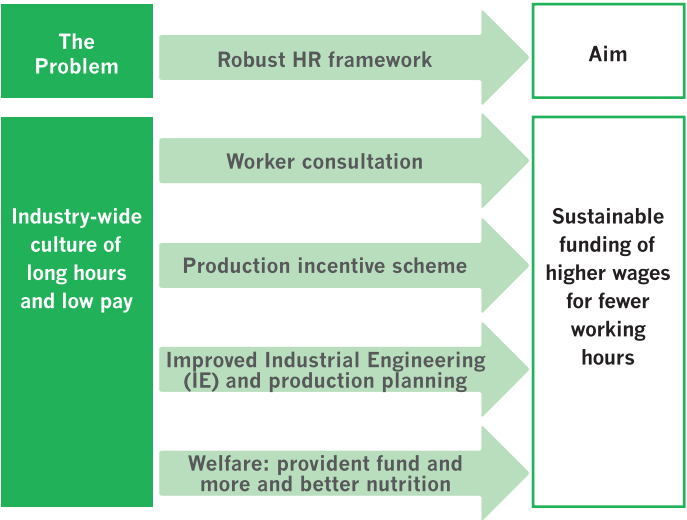 The
Problem
Robust HR framework
Aim
Industry-wide
culture of
long hours
and low pay
Worker consultation
Production incentive scheme
Improved Industrial Engineering
(IE) and production planning
Welfare: provident fund and
more and better nutrition
Sustainable
funding of
higher wages
for fewer
working
hours